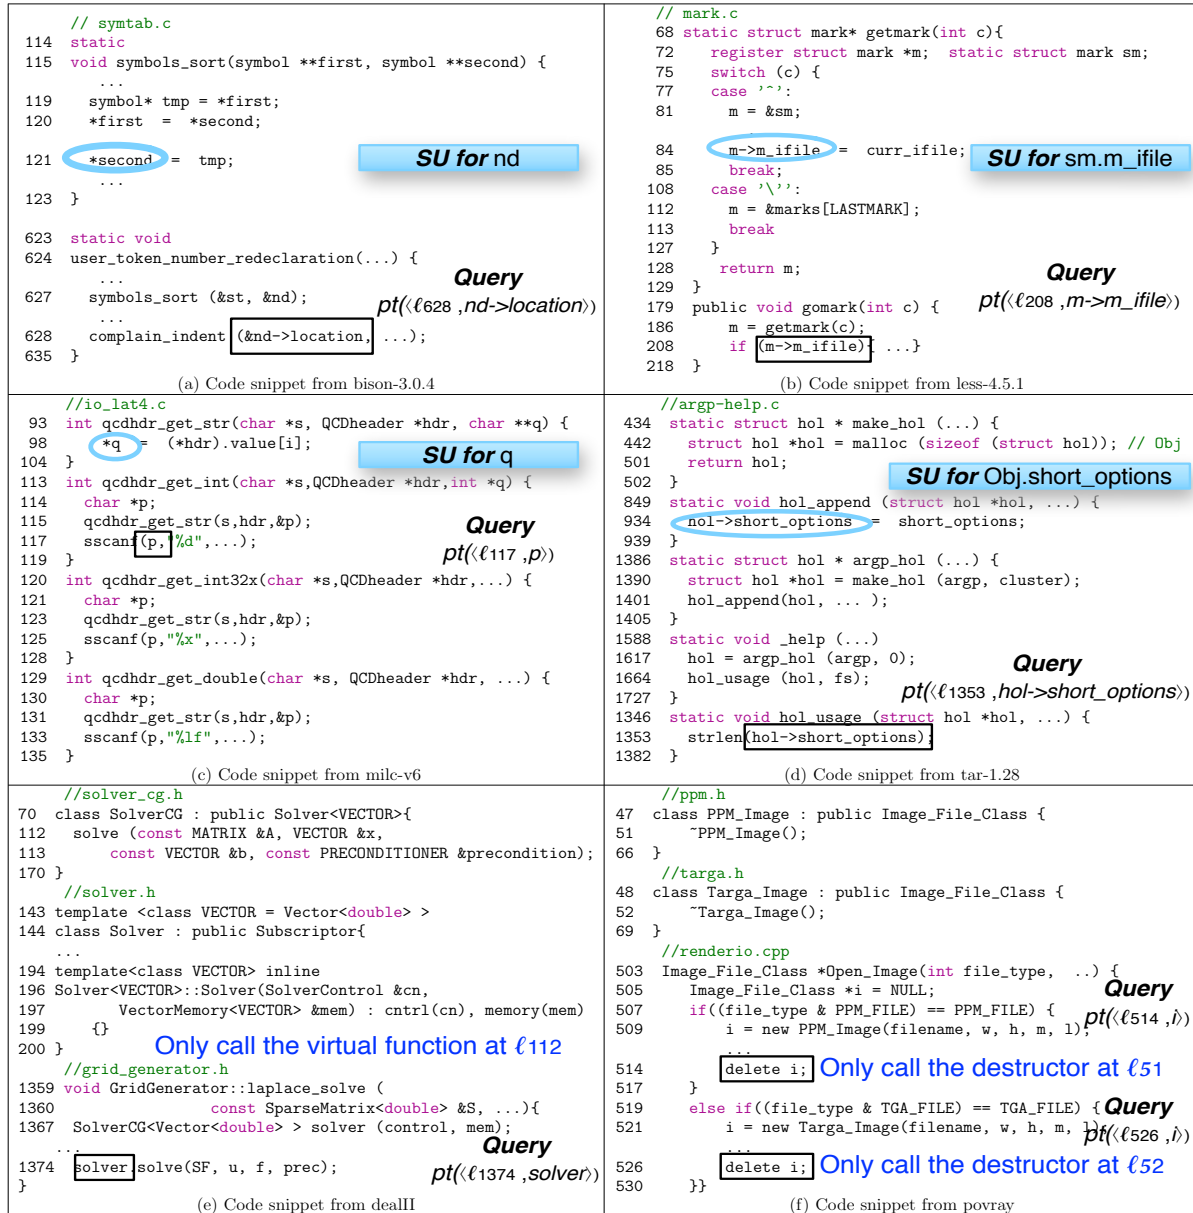 // symtab.c
114 static
115 void symbols_sort(symbol **first, symbol **second) {
...
119 symbol* tmp = *first;
120 *first = *second;
121 *second = tmp;
SU for nd
...
123 }
623 static void
624 user_token_number_redeclaration(...) {
...
Query
627 symbols_sort (&st, &nd);
pt(⟨ℓ628 ,nd->location⟩)
...
628 complain_indent (&nd->location, ...);
635 }
(a) Code snippet from bison-3.0.4
// mark.c
68 static struct mark* getmark(int c){
72 register struct mark *m; static struct mark sm;
75 switch (c) {
77 case '^':
81 m = &sm;
84 m->m_ifile = curr_ifile;
SU for sm.m_ifile
85 break;
108 case '\'':
112 m = &marks[LASTMARK];
113 break
127 }
128 return m;
129 }
Query
pt(⟨ℓ208 ,m->m_ifile⟩)
179 public void gomark(int c) {
186 m = getmark(c);
208 if (m->m_ifile){ ...}
218 }
(b) Code snippet from less-4.5.1
//io_lat4.c
93 int qcdhdr_get_str(char *s, QCDheader *hdr, char **q) {
98 *q = (*hdr).value[i];
SU for q
104 }
113 int qcdhdr_get_int(char *s,QCDheader *hdr,int *q) {
114 char *p;
115 qcdhdr_get_str(s,hdr,&p);
Query
117 sscanf(p,"%d",...);
pt(⟨ℓ117 ,p⟩)
119 }
120 int qcdhdr_get_int32x(char *s,QCDheader *hdr,...) {
121 char *p;
123 qcdhdr_get_str(s,hdr,&p);
125 sscanf(p,"%x",...);
128 }
129 int qcdhdr_get_double(char *s, QCDheader *hdr, ...) {
130 char *p;
131 qcdhdr_get_str(s,hdr,&p);
133 sscanf(p,"%lf",...);
135 }
(c) Code snippet from milc-v6
//argp-help.c
434 static struct hol * make_hol (...) {
442 struct hol *hol = malloc (sizeof (struct hol)); // Obj
501 return hol;
502 }
SU for Obj.short_options
849 static void hol_append (struct hol *hol, ...) {
934 hol->short_options = short_options;
939 }
1386 static struct hol * argp_hol (...) {
1390 struct hol *hol = make_hol (argp, cluster);
1401 hol_append(hol, ... );
1405 }
1588 static void _help (...)
1617 hol = argp_hol (argp, 0);
Query
1664 hol_usage (hol, fs);
pt(⟨ℓ1353 ,hol->short_options⟩)
1727 }
1346 static void hol_usage (struct hol *hol, ...) {
1353 strlen(hol->short_options);
1382 }
(d) Code snippet from tar-1.28
//solver_cg.h
70 class SolverCG : public Solver<VECTOR>{
112 solve (const MATRIX &A, VECTOR &x,
113 const VECTOR &b, const PRECONDITIONER &precondition);
170 }
//solver.h
143 template <class VECTOR = Vector<double> >
144 class Solver : public Subscriptor{
...
194 template<class VECTOR> inline
196 Solver<VECTOR>::Solver(SolverControl &cn,
197 VectorMemory<VECTOR> &mem) : cntrl(cn), memory(mem)
199 {}
200 }
Only call the virtual function at ℓ112
//grid_generator.h
1359 void GridGenerator::laplace_solve (
1360 const SparseMatrix<double> &S, ...){
1367 SolverCG<Vector<double> > solver (control, mem);
...
Query
1374 solver.solve(SF, u, f, prec);
pt(⟨ℓ1374 ,solver⟩)
}
(e) Code snippet from dealII
//ppm.h
47 class PPM_Image : public Image_File_Class {
51 ~PPM_Image();
66 }
//targa.h
48 class Targa_Image : public Image_File_Class {
52 ~Targa_Image();
69 }
//renderio.cpp
503 Image_File_Class *Open_Image(int file_type, ..) {
505 Image_File_Class *i = NULL;
Query
507 if((file_type & PPM_FILE) == PPM_FILE) {
pt(⟨ℓ514 ,i⟩)
509 i = new PPM_Image(filename, w, h, m, l);
...
514 delete i; Only call the destructor at ℓ51
517 }
519 else if((file_type & TGA_FILE) == TGA_FILE) {
Query
521 i = new Targa_Image(filename, w, h, m, l);
pt(⟨ℓ526 ,i⟩)
...
526 delete i; Only call the destructor at ℓ52
530 }}
(f) Code snippet from povray